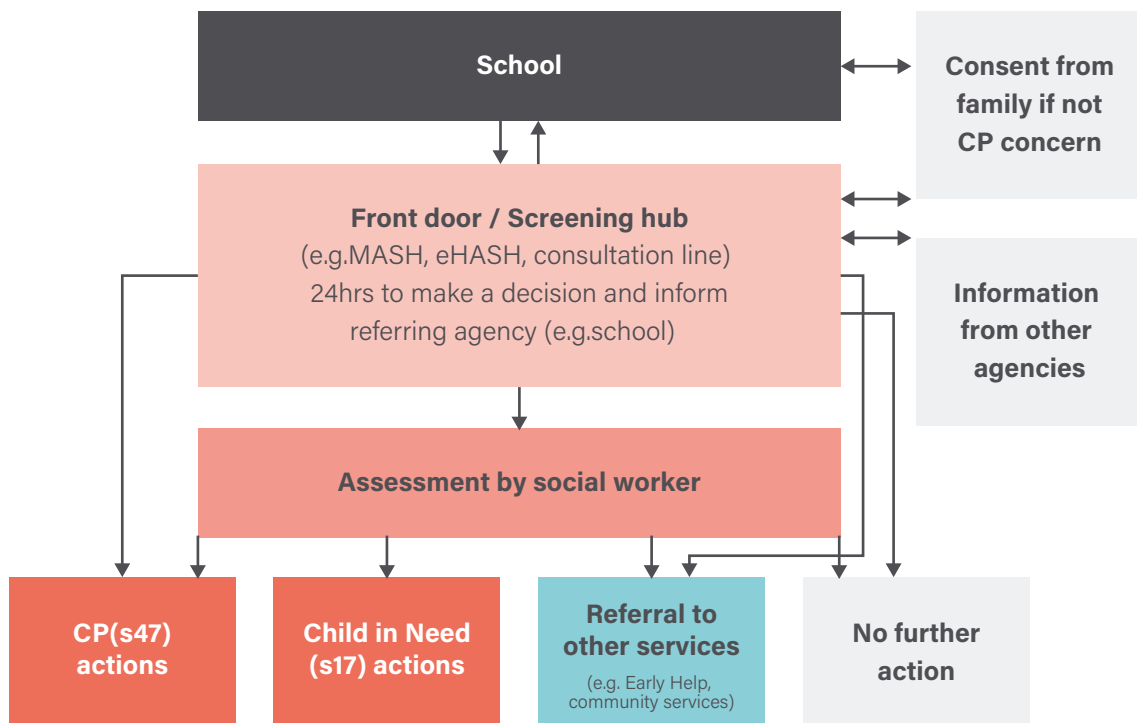 School
Consent from
family if not
CP concern
Front door / Screening hub
(e.g.MASH, eHASH, consultation line)
24hrs to make a decision and inform
referring agency (e.g.school)
Information
from other
agencies
Assessment by social worker
CP(s47)
actions
Child in Need
(s17) actions
Referral to
other services
(e.g. Early Help,
community services)
No further
action